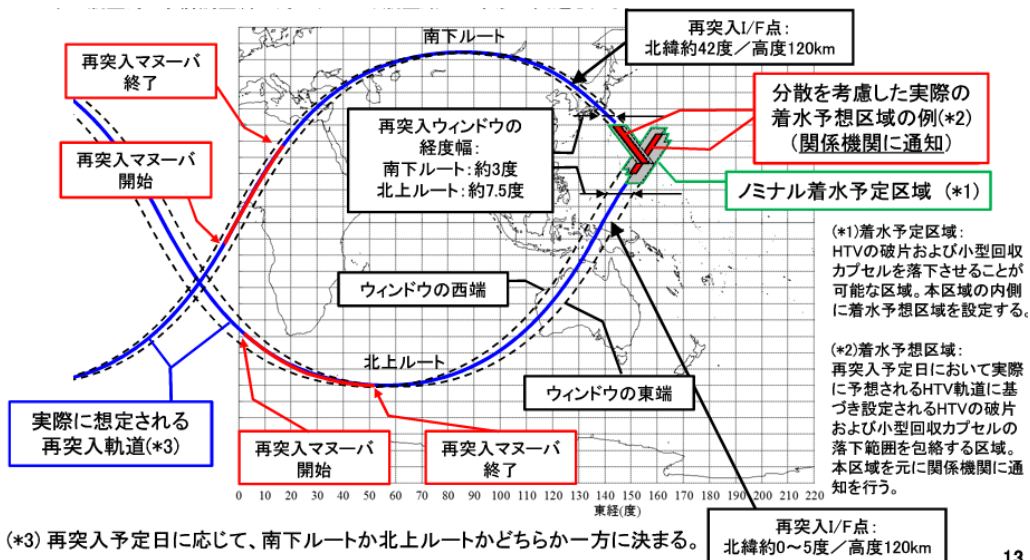 南下ルート
再突入I/F点:
北緯約42度／高度120km
再突入マヌーバ
終了
分散を考慮した実際の
着水予想区域の例(*2)
(関係機関に通知)
再突入ウィンドウの
経度幅:
南下ルート:約3度
北上ルート:約7.5度
再突入マヌーバ
開始
ノミナル着水予定区域 (*1)
(*1)着水予定区域:
HTVの破片および小型回収
カプセルを落下させることが
可能な区域。本区域の内側
に着水予想区域を設定する。
ウィンドウの西端
北上ルート
(*2)着水予想区域:
再突入予定日において実際
に予想されるHTV軌道に基
づき設定されるHTVの破片
および小型回収カプセルの
落下範囲を包絡する区域。
本区域を元に関係機関に通
知を行う。
ウィンドウの東端
実際に想定される
再突入軌道(*3)
再突入マヌーバ
開始
再突入マヌーバ
終了
0 10 20 30 40 50 60 70 80 90 100 110 120 130 140 150 160 170 180 190 200 210 220
東経(度)
再突入I/F点:
北緯約0～5度／高度120km
(*3) 再突入予定日に応じて、南下ルートか北上ルートかどちらか一方に決まる。
13